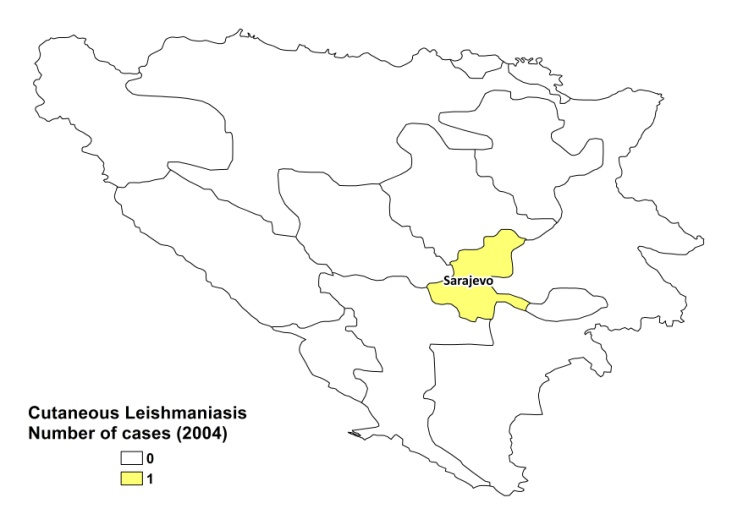 Sarajevo
Cutaneous Leishmaniasis
Number of cases (2004)
0
1